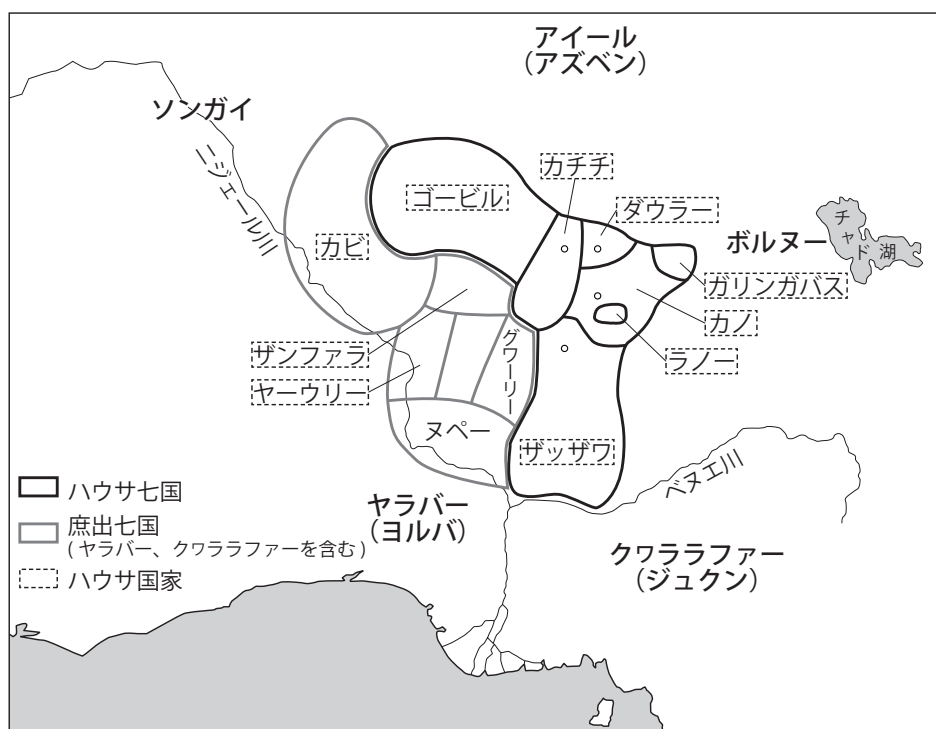 アイール
(アズベン)
ソンガイ
ニジェール川
カチチ
ゴービル
ダウラー
チャド湖
ボルヌー
カビ
ガリンガバス
カノ
ザンファラ
ラノー
グワーリー
ヤーウリー
ヌペー
ザッザワ
ベヌエ川
ハウサ七国
ヤラバー
(ヨルバ)
庶出七国
(ヤラバー、クワララファーを含む)
クワララファー
(ジュクン)
ハウサ国家